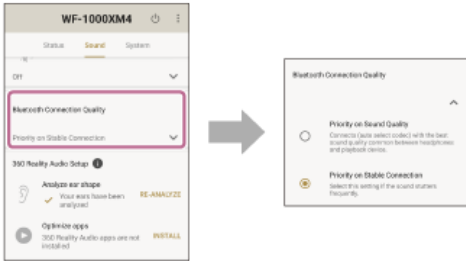 WF-1000XM4
Status Sound System
Off
Bluetooth Connection Quality
Priority on Stable Connection
360 Reality Audio Setup
Analyze ear shape
Your ears have been
analyzed
RE-ANALYZE
Optimize apps
360 Reality Audio apps are not
installed
INSTALL
Bluetooth Connection Quality
Priority on Sound Quality
Connects (auto select codec) with the best
sound quality common between headphones
and playback device.
Priority on Stable Connection
Select this setting if the sound stutters
frequently.